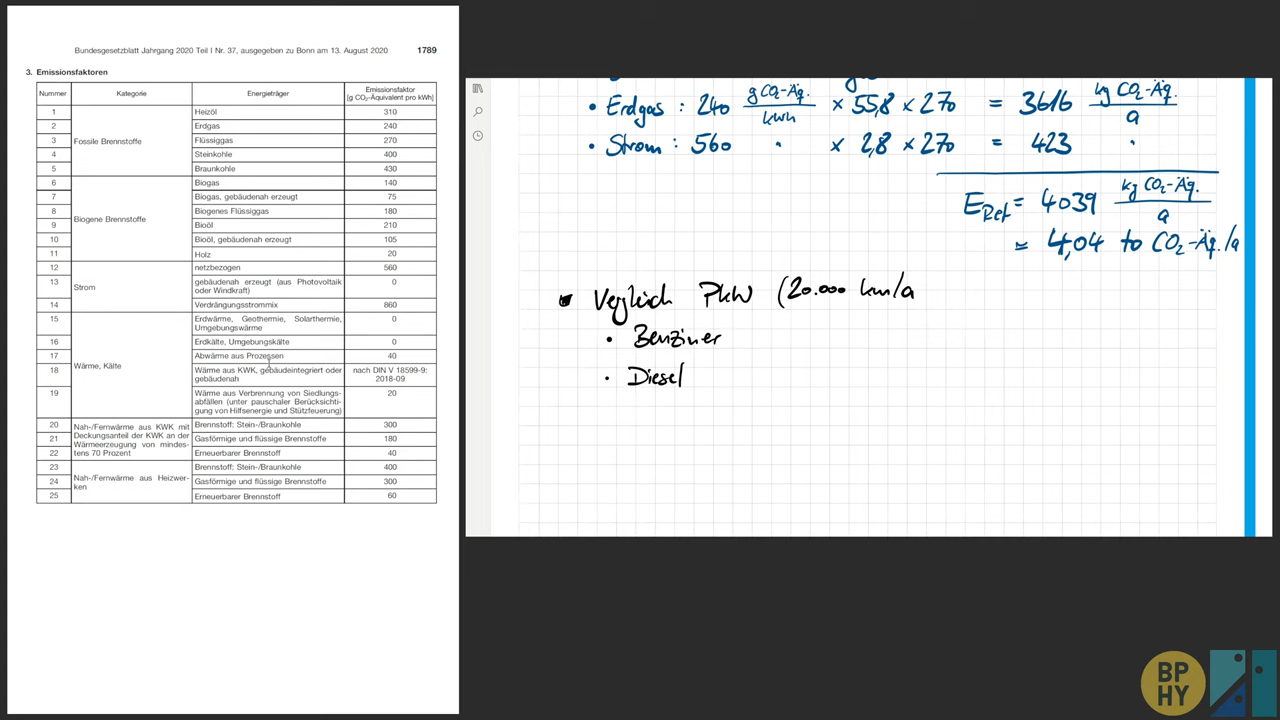 Bundesgesetzblatt Jahrgang 2020 Teil I Nr. 37, ausgegeben zu Bonn am 13. August 2020 1789
3. Emissionsfaktoren
Nummer Kategorie Energieträger Emissionsfaktor
[g CO₂-Äquivalent pro kWh]
1 Fossile Brennstoffe Heizöl 310
2 Erdgas 240
3 Flüssiggas 270
4 Steinkohle 400
5 Braunkohle 430
6 Biogene Brennstoffe Biogas 140
7 Biogas, gebäudenah erzeugt 75
8 Biogenes Flüssiggas 180
9 Bioöl 210
10 Bioöl, gebäudenah erzeugt 105
11 Holz 20
12 Strom netzbezogen 560
13 gebäudenah erzeugt (aus Photovoltaik 0
oder Windkraft)
14 Verdrängungsstrommix 860
15 Wärme, Kälte Erdwärme, Geothermie, Solarthermie, 0
Umgebungswärme
16 Erdkälte, Umgebungskälte 0
17 Abwärme aus Prozessen 40
18 Wärme aus KWK, gebäudeintegriert oder nach DIN V 18599-9:
gebäudenah 2018-09
19 Wärme aus Verbrennung von Siedlungs- 20
abfällen (unter pauschaler Berücksichti-
gung von Hilfsenergie und Stützfeuerung)
20 Nah-/Fernwärme aus KWK mit Brennstoff: Stein-/Braunkohle 300
21 Deckungsanteil der KWK an der Gasförmige und flüssige Brennstoffe 180
Wärmeerzeugung von mindes-
22 tens 70 Prozent Erneuerbarer Brennstoff 40
23 Nah-/Fernwärme aus Heizwer- Brennstoff: Stein-/Braunkohle 400
24 ken Gasförmige und flüssige Brennstoffe 300
25 Erneuerbarer Brennstoff 60
• Erdgas : 240 g CO₂-Äq. / kWh × 55,8 × 270 = 3616 kg CO₂-Äq. / a
• Strom : 560 " × 2,8 × 270 = 423 "
E Ref = 4039 kg CO₂-Äq. / a
≈ 4,04 to CO₂-Äq./a
• Vergleich PKW (20.000 km/a
• Benziner
• Diesel
BP
HY